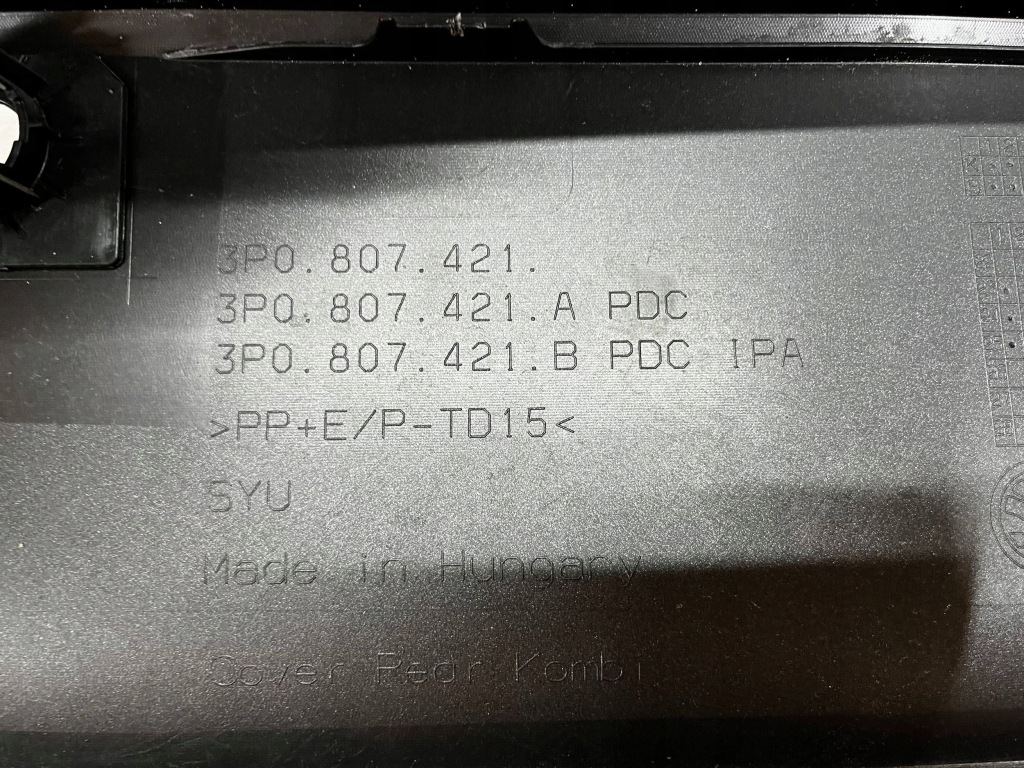 3P0.807.421.
3P0.807.421.A PDC
3P0.807.421.B PDC IPA
>PP+E/P-TD15<
SYU
Made in Hungary
Cover Rear Kombi